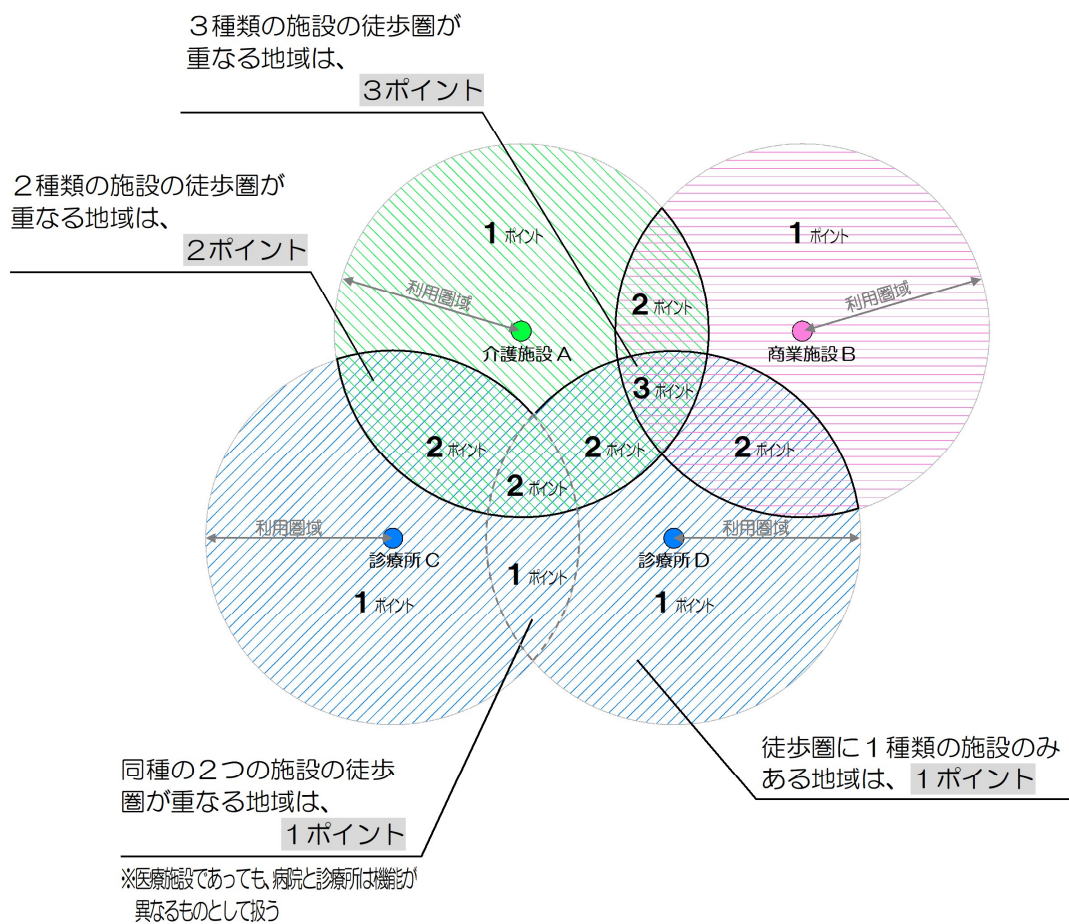 ３種類の施設の徒歩圏が
重なる地域は、
３ポイント
２種類の施設の徒歩圏が
重なる地域は、
２ポイント
1 ポイント
1 ポイント
利用圏域
利用圏域
2 ポイント
介護施設Ａ
商業施設Ｂ
3 ポイント
2 ポイント
2 ポイント
2 ポイント
2 ポイント
利用圏域
利用圏域
診療所Ｃ
診療所Ｄ
1 ポイント
1 ポイント
1 ポイント
徒歩圏に１種類の施設のみ
ある地域は、１ポイント
同種の２つの施設の徒歩
圏が重なる地域は、
１ポイント
※医療施設であっても、病院と診療所は機能が
異なるものとして扱う